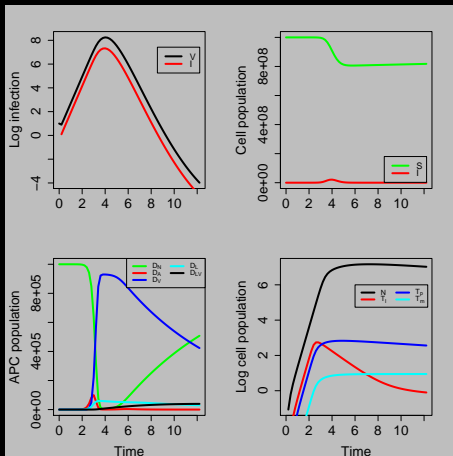 Log infection
8
6
4
2
0
−4
0 2 4 6 8 10
V
I
Cell population
8e+08
4e+08
0e+00
0 2 4 6 8 10
S
I
APC population
8e+05
4e+05
0e+00
0 2 4 6 8 10
Time
D_N D_L
D_A D_LV
D_V
Log cell population
6
4
2
0
0 2 4 6 8 10
Time
N T_P
T_I T_m